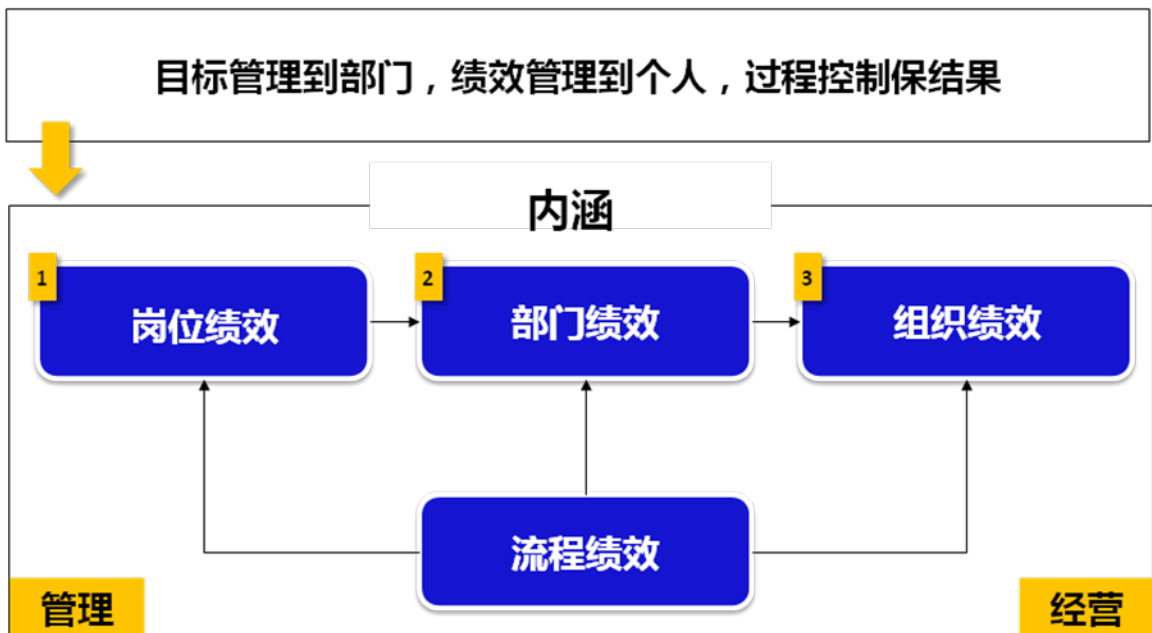 目标管理到部门，绩效管理到个人，过程控制保结果
内涵
1
岗位绩效
2
部门绩效
3
组织绩效
流程绩效
管理
经营